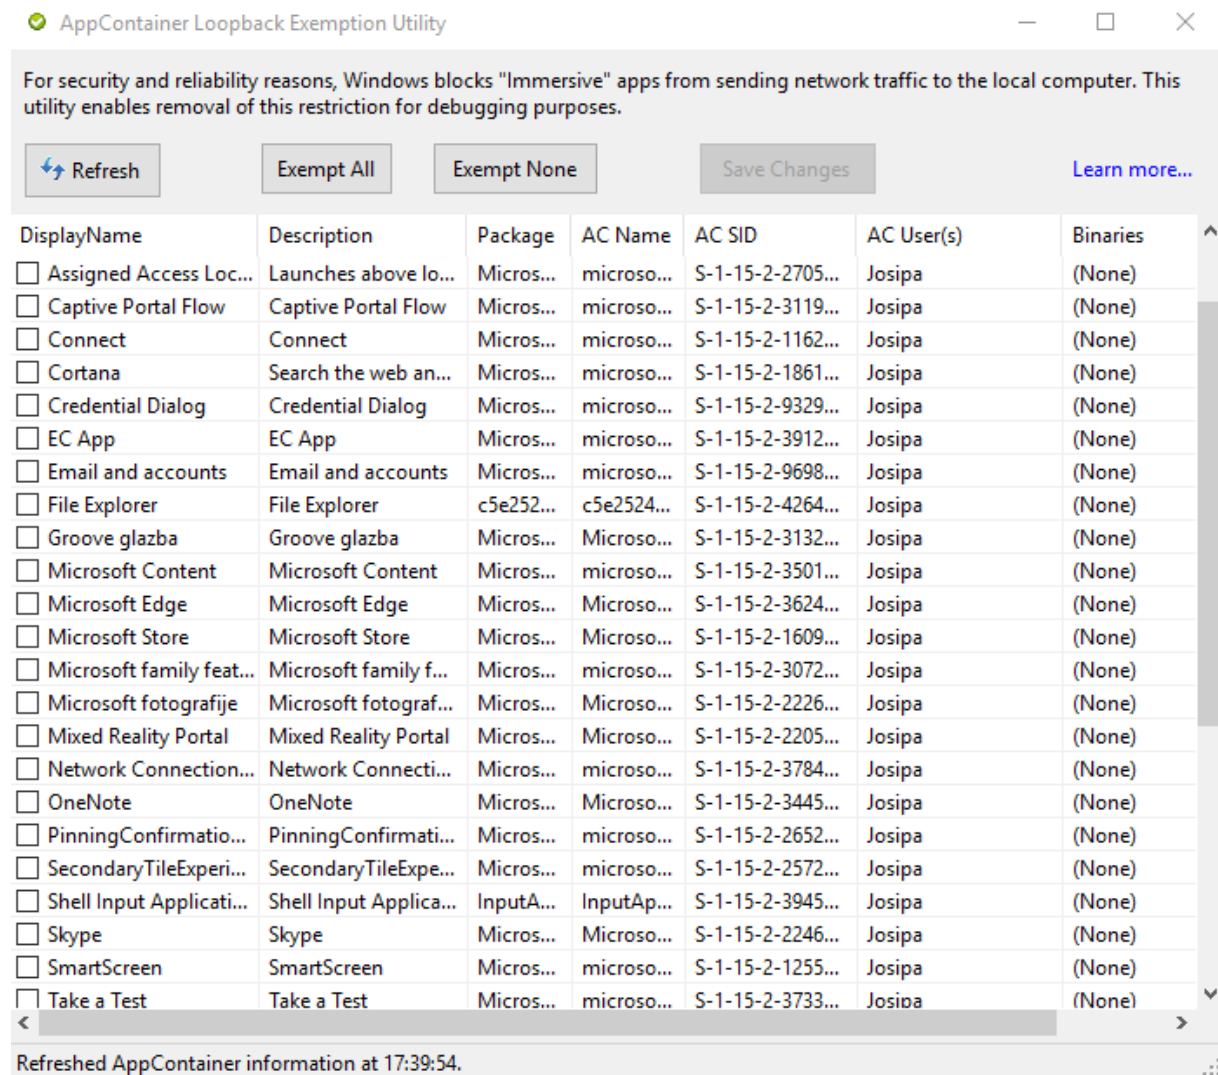 AppContainer Loopback Exemption Utility
For security and reliability reasons, Windows blocks "Immersive" apps from sending network traffic to the local computer. This
utility enables removal of this restriction for debugging purposes.
Refresh Exempt All Exempt None Save Changes Learn more...
DisplayName Description Package AC Name AC SID AC User(s) Binaries
Assigned Access Loc... Launches above lo... Micros... microso... S-1-15-2-2705... Josipa (None)
Captive Portal Flow Captive Portal Flow Micros... microso... S-1-15-2-3119... Josipa (None)
Connect Connect Micros... microso... S-1-15-2-1162... Josipa (None)
Cortana Search the web an... Micros... microso... S-1-15-2-1861... Josipa (None)
Credential Dialog Credential Dialog Micros... microso... S-1-15-2-9329... Josipa (None)
EC App EC App Micros... microso... S-1-15-2-3912... Josipa (None)
Email and accounts Email and accounts Micros... microso... S-1-15-2-9698... Josipa (None)
File Explorer File Explorer c5e252... c5e2524... S-1-15-2-4264... Josipa (None)
Groove glazba Groove glazba Micros... Microso... S-1-15-2-3132... Josipa (None)
Microsoft Content Microsoft Content Micros... microso... S-1-15-2-3501... Josipa (None)
Microsoft Edge Microsoft Edge Micros... microso... S-1-15-2-3624... Josipa (None)
Microsoft Store Microsoft Store Micros... microso... S-1-15-2-1609... Josipa (None)
Microsoft family feat... Microsoft family f... Micros... microso... S-1-15-2-3072... Josipa (None)
Microsoft fotografije Microsoft fotograf... Micros... microso... S-1-15-2-2226... Josipa (None)
Mixed Reality Portal Mixed Reality Portal Micros... microso... S-1-15-2-2205... Josipa (None)
Network Connection... Network Connecti... Micros... microso... S-1-15-2-3784... Josipa (None)
OneNote OneNote Micros... microso... S-1-15-2-3445... Josipa (None)
PinningConfirmatio... PinningConfirmati... Micros... microso... S-1-15-2-2652... Josipa (None)
SecondaryTileExperi... SecondaryTileExpe... Micros... microso... S-1-15-2-2572... Josipa (None)
Shell Input Applicati... Shell Input Applica... InputA... InputAp... S-1-15-2-3945... Josipa (None)
Skype Skype Micros... Microso... S-1-15-2-2246... Josipa (None)
SmartScreen SmartScreen Micros... microso... S-1-15-2-1255... Josipa (None)
Take a Test Take a Test Micros... microso... S-1-15-2-3733... Josipa (None)
Refreshed AppContainer information at 17:39:54.